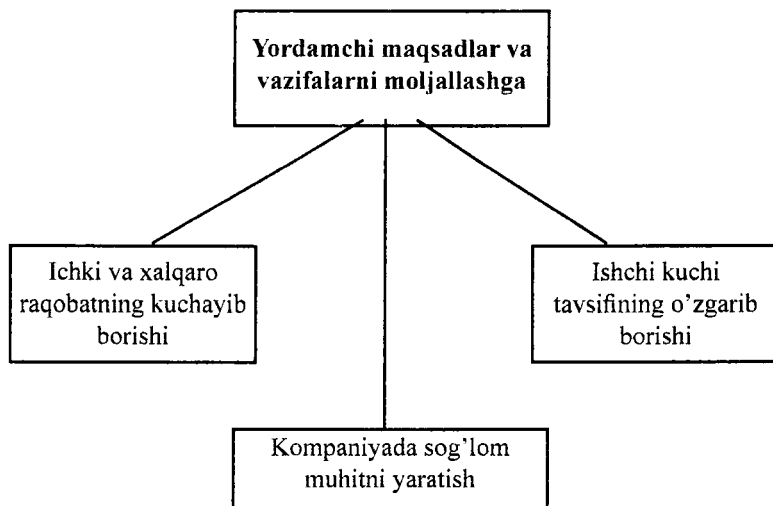 Yordamchi maqsadlar va
vazifalarni moljallashga
Ichki va xalqaro
raqobatning kuchayib
borishi
Ishchi kuchi
tavsifining o’zgarib
borishi
Kompaniyada sog’lom
muhitni yaratish